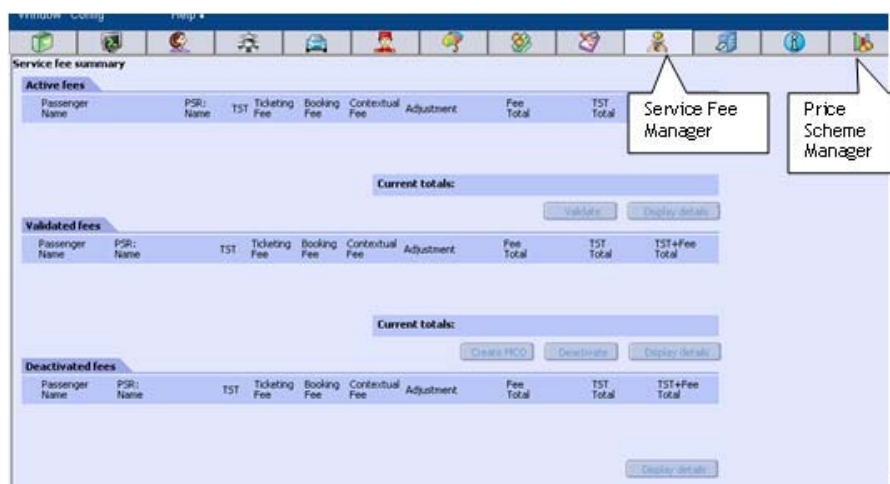 Window Config Help
Service fee summary
Active fees
Passenger Name PSR: Name TST Ticketing Fee Booking Fee Contextual Fee Adjustment Fee Total TST Total
Service Fee Manager
Price Scheme Manager
Current totals:
Validate Display details
Validated fees
Passenger Name PSR: Name TST Ticketing Fee Booking Fee Contextual Fee Adjustment Fee Total TST Total TST+Fee Total
Current totals:
Create MCO Deactivate Display details
Deactivated fees
Passenger Name PSR: Name TST Ticketing Fee Booking Fee Contextual Fee Adjustment Fee Total TST Total TST+Fee Total
Display details